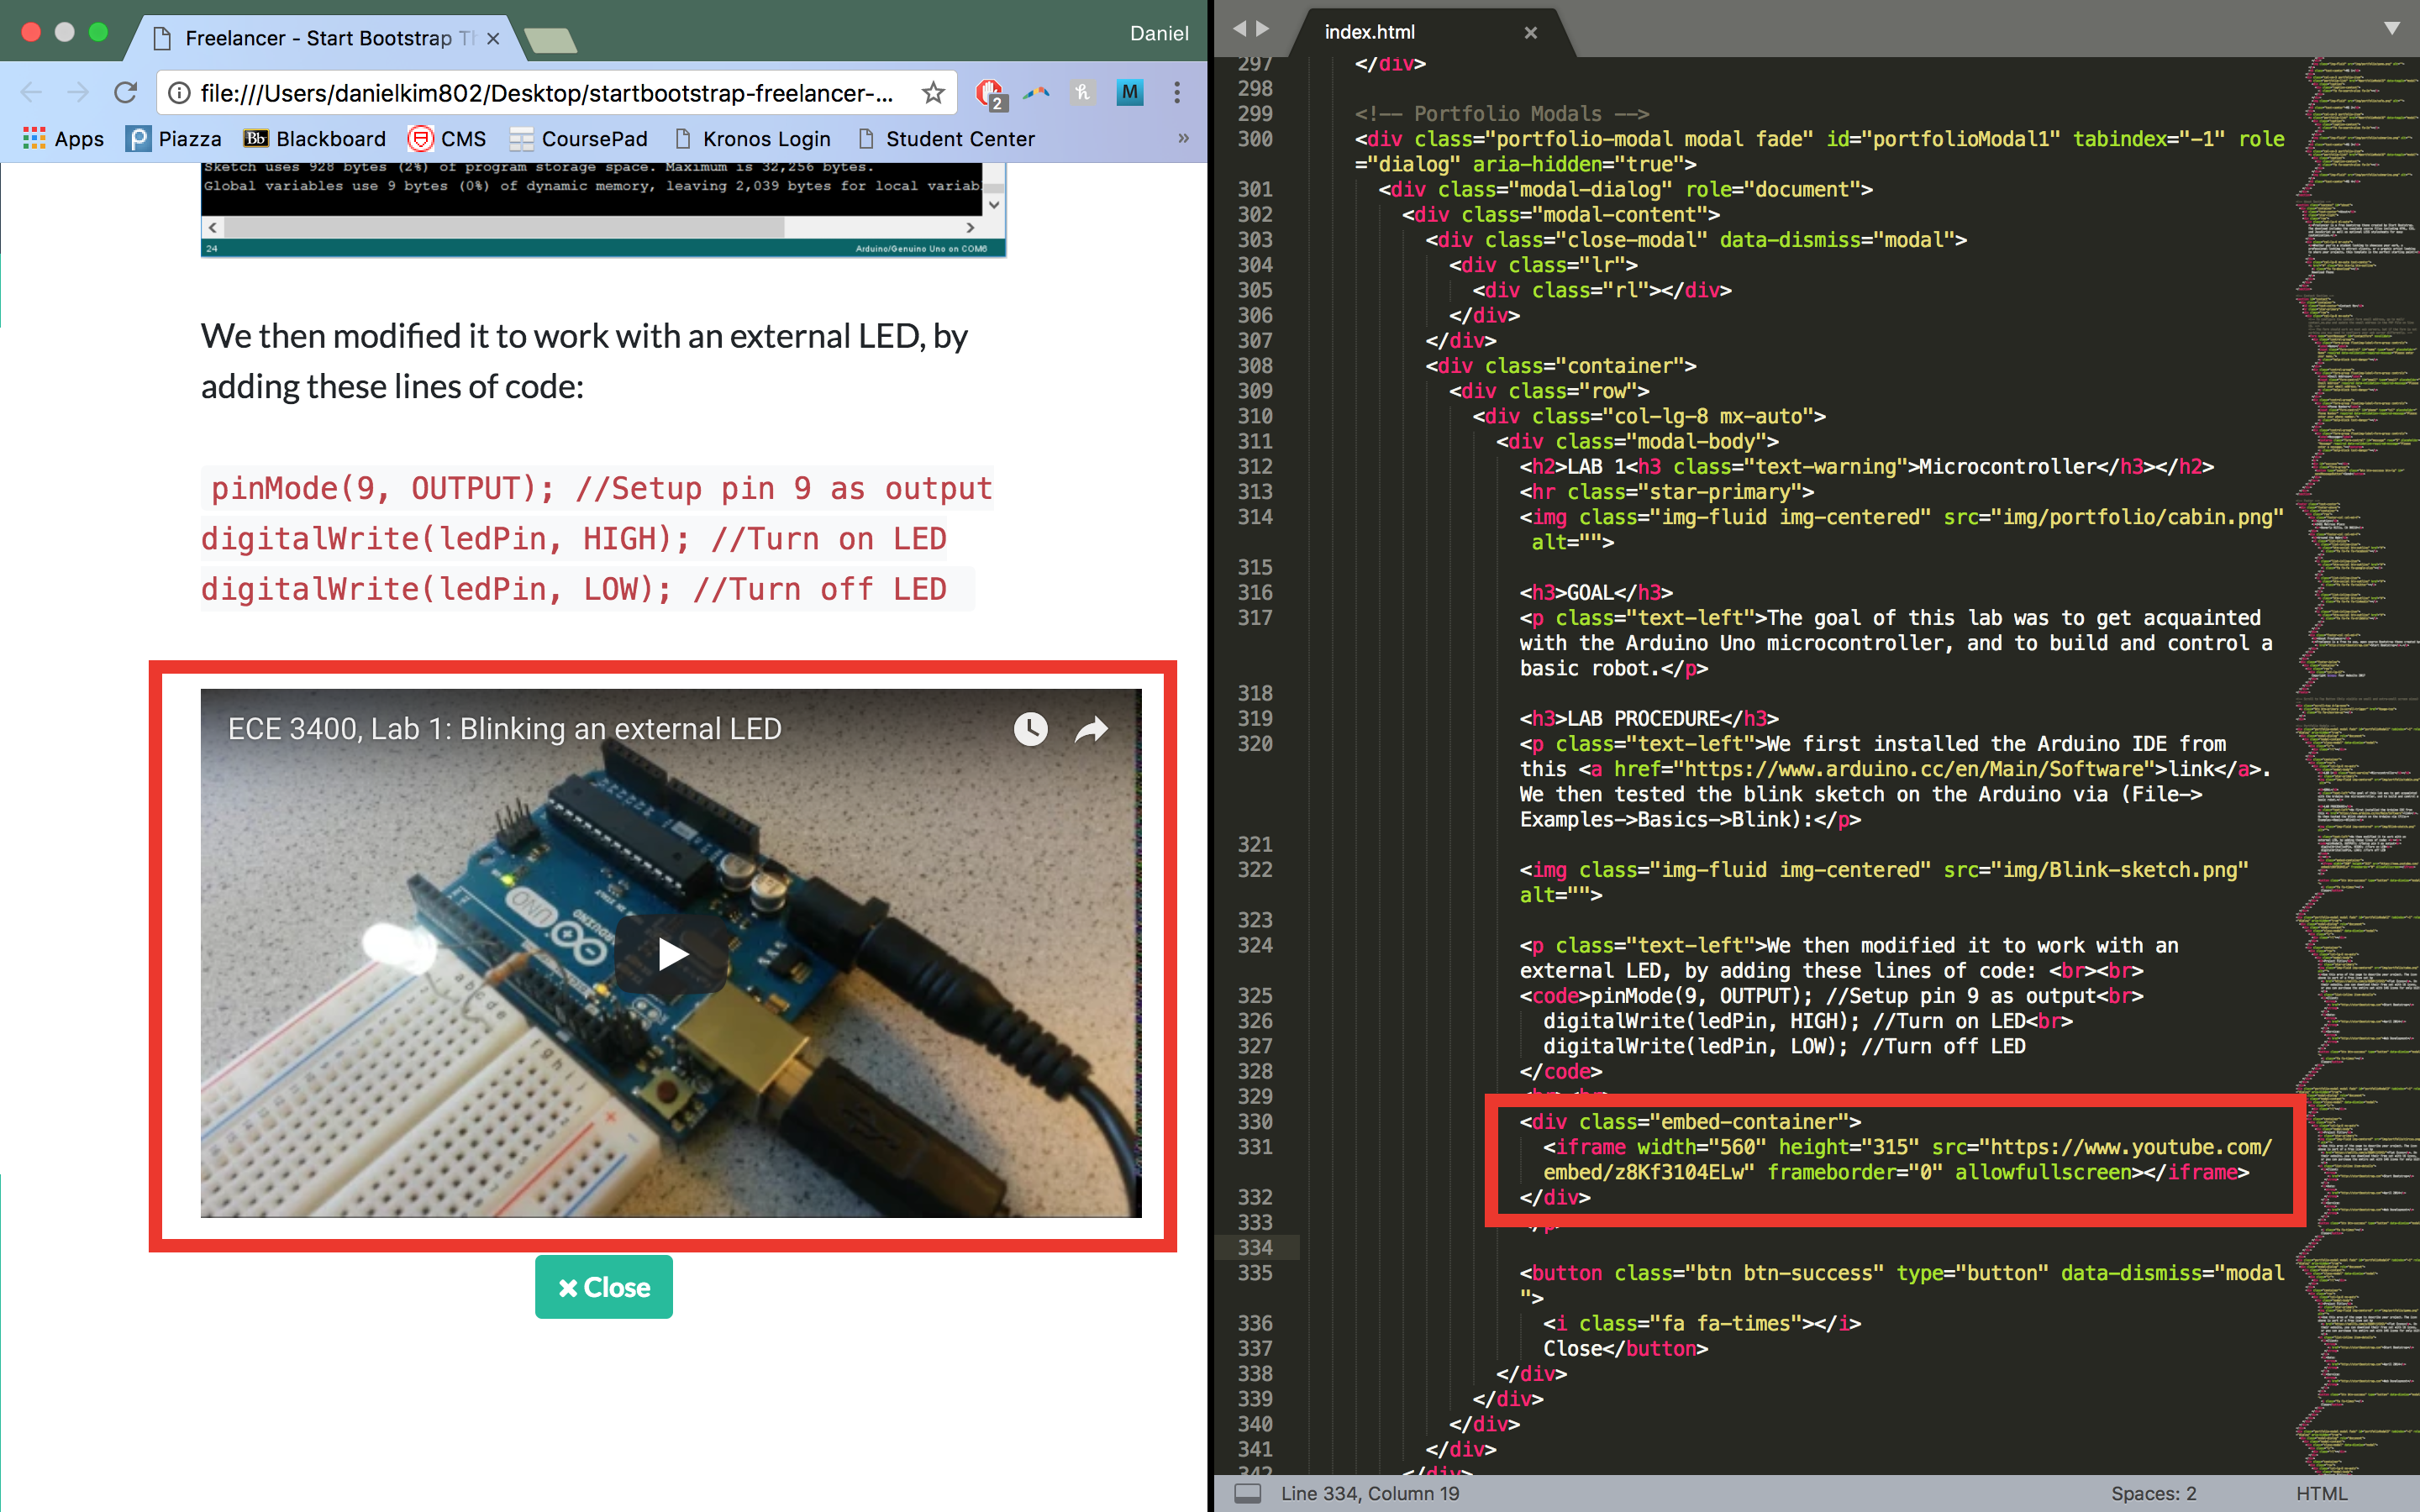 Freelancer - Start Bootstrap Th
Daniel
file:///Users/danielkim802/Desktop/startbootstrap-freelancer-...
2
M
Apps
Piazza
Bb Blackboard
CMS
CoursePad
Kronos Login
Student Center
»
Sketch uses 928 bytes (2%) of program storage space. Maximum is 32,256 bytes.
Global variables use 9 bytes (0%) of dynamic memory, leaving 2,039 bytes for local variab
24
Arduino/Genuino Uno on COM6
We then modified it to work with an external LED, by
adding these lines of code:
pinMode(9, OUTPUT); //Setup pin 9 as output
digitalWrite(ledPin, HIGH); //Turn on LED
digitalWrite(ledPin, LOW); //Turn off LED
ECE 3400, Lab 1: Blinking an external LED
UNO
Close
index.html
297 </div>
298
299 <!-- Portfolio Modals -->
300 <div class="portfolio-modal modal fade" id="portfolioModal1" tabindex="-1" role
="dialog" aria-hidden="true">
301 <div class="modal-dialog" role="document">
302 <div class="modal-content">
303 <div class="close-modal" data-dismiss="modal">
304 <div class="lr">
305 <div class="rl"></div>
306 </div>
307 </div>
308 <div class="container">
309 <div class="row">
310 <div class="col-lg-8 mx-auto">
311 <div class="modal-body">
312 <h2>LAB 1<h3 class="text-warning">Microcontroller</h3></h2>
313 <hr class="star-primary">
314 <img class="img-fluid img-centered" src="img/portfolio/cabin.png"
alt="">
315
316 <h3>GOAL</h3>
317 <p class="text-left">The goal of this lab was to get acquainted
with the Arduino Uno microcontroller, and to build and control a
basic robot.</p>
318
319 <h3>LAB PROCEDURE</h3>
320 <p class="text-left">We first installed the Arduino IDE from
this <a href="https://www.arduino.cc/en/Main/Software">link</a>.
We then tested the blink sketch on the Arduino via (File->
Examples->Basics->Blink):</p>
321
322 <img class="img-fluid img-centered" src="img/Blink-sketch.png"
alt="">
323
324 <p class="text-left">We then modified it to work with an
external LED, by adding these lines of code: <br><br>
325 <code>pinMode(9, OUTPUT); //Setup pin 9 as output<br>
326 digitalWrite(ledPin, HIGH); //Turn on LED<br>
327 digitalWrite(ledPin, LOW); //Turn off LED
328 </code>
329 <br><br>
330 <div class="embed-container">
331 <iframe width="560" height="315" src="https://www.youtube.com/
embed/z8Kf3104ELw" frameborder="0" allowfullscreen></iframe>
332 </div>
333 </p>
334
335 <button class="btn btn-success" type="button" data-dismiss="modal
">
336 <i class="fa fa-times"></i>
337 Close</button>
338 </div>
339 </div>
340 </div>
341 </div>
342 </div>
Line 334, Column 19
Spaces: 2
HTML